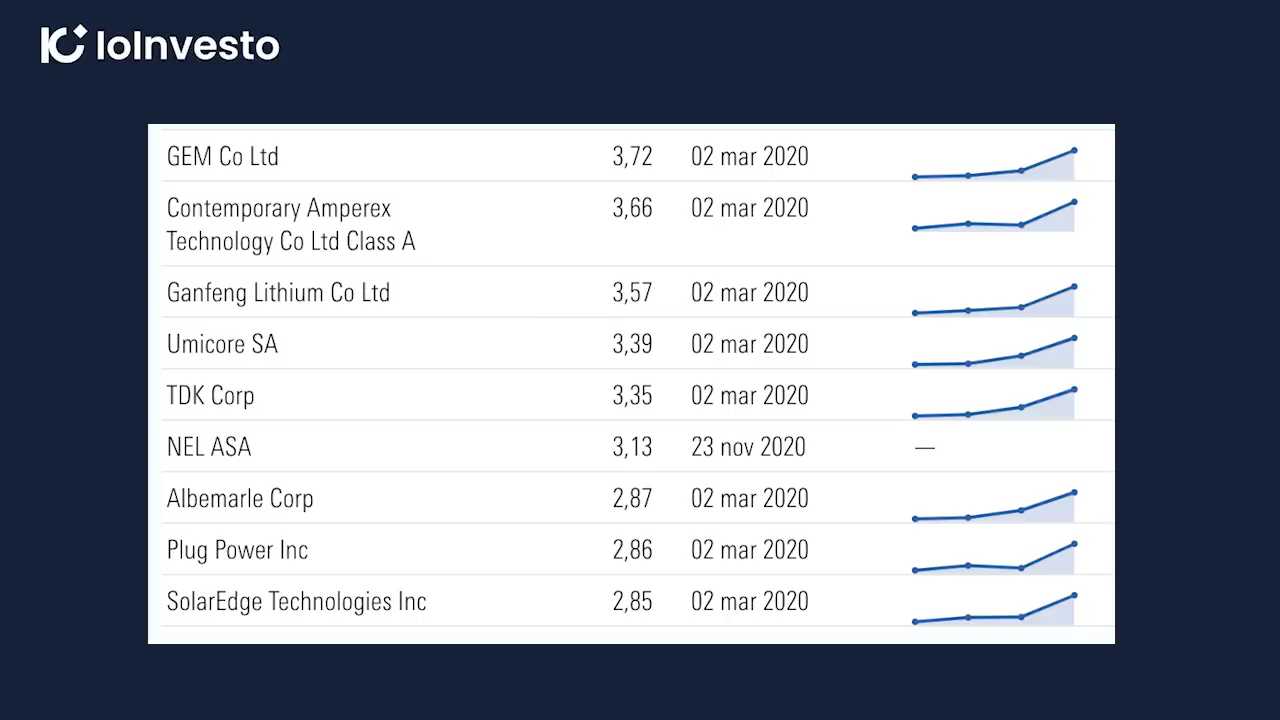 IoInvesto
GEM Co Ltd 3,72 02 mar 2020
Contemporary Amperex 3,66 02 mar 2020
Technology Co Ltd Class A
Ganfeng Lithium Co Ltd 3,57 02 mar 2020
Umicore SA 3,39 02 mar 2020
TDK Corp 3,35 02 mar 2020
NEL ASA 3,13 23 nov 2020 —
Albemarle Corp 2,87 02 mar 2020
Plug Power Inc 2,86 02 mar 2020
SolarEdge Technologies Inc 2,85 02 mar 2020